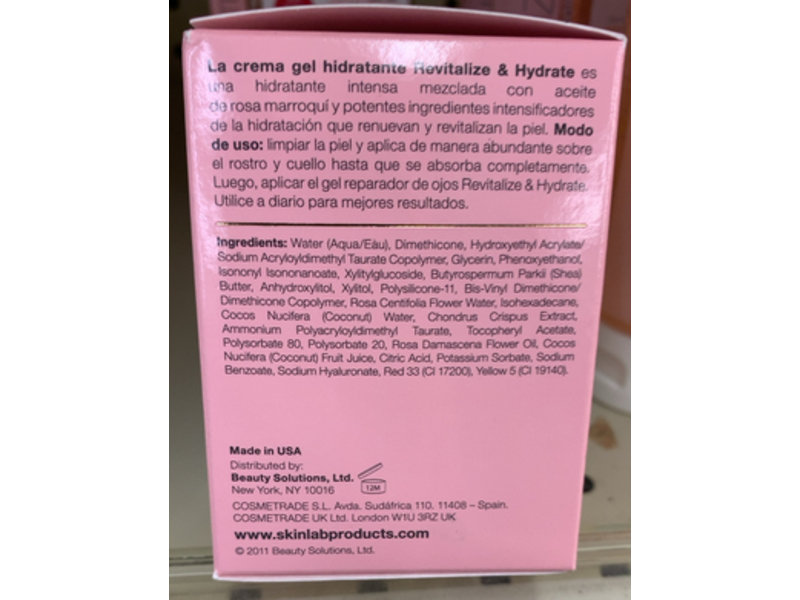 La crema gel hidratante Revitalize & Hydrate es
una hidratante intensa mezclada con aceite
de rosa marroquí y potentes ingredientes intensificadores
de la hidratación que renuevan y revitalizan la piel. Modo
de uso: limpiar la piel y aplica de manera abundante sobre
el rostro y cuello hasta que se absorba completamente.
Luego, aplicar el gel reparador de ojos Revitalize & Hydrate.
Utilice a diario para mejores resultados.
Ingredients: Water (Aqua/Eau), Dimethicone, Hydroxyethyl Acrylate/
Sodium Acryloyldimethyl Taurate Copolymer, Glycerin, Phenoxyethanol,
Isononyl Isononanoate, Xylitylglucoside, Butyrospermum Parkii (Shea)
Butter, Anhydroxylitol, Xylitol, Polysilicone-11, Bis-Vinyl Dimethicone/
Dimethicone Copolymer, Rosa Centifolia Flower Water, Isohexadecane,
Cocos Nucifera (Coconut) Water, Chondrus Crispus Extract,
Ammonium Polyacryloyldimethyl Taurate, Tocopheryl Acetate,
Polysorbate 80, Polysorbate 20, Rosa Damascena Flower Oil, Cocos
Nucifera (Coconut) Fruit Juice, Citric Acid, Potassium Sorbate, Sodium
Benzoate, Sodium Hyaluronate, Red 33 (CI 17200), Yellow 5 (CI 19140).
Made in USA
Distributed by:
Beauty Solutions, Ltd.
New York, NY 10016
12M
COSMETRADE S.L. Avda. Sudáfrica 110. 11408 – Spain.
COSMETRADE UK Ltd. London W1U 3RZ UK
www.skinlabproducts.com
© 2011 Beauty Solutions, Ltd.